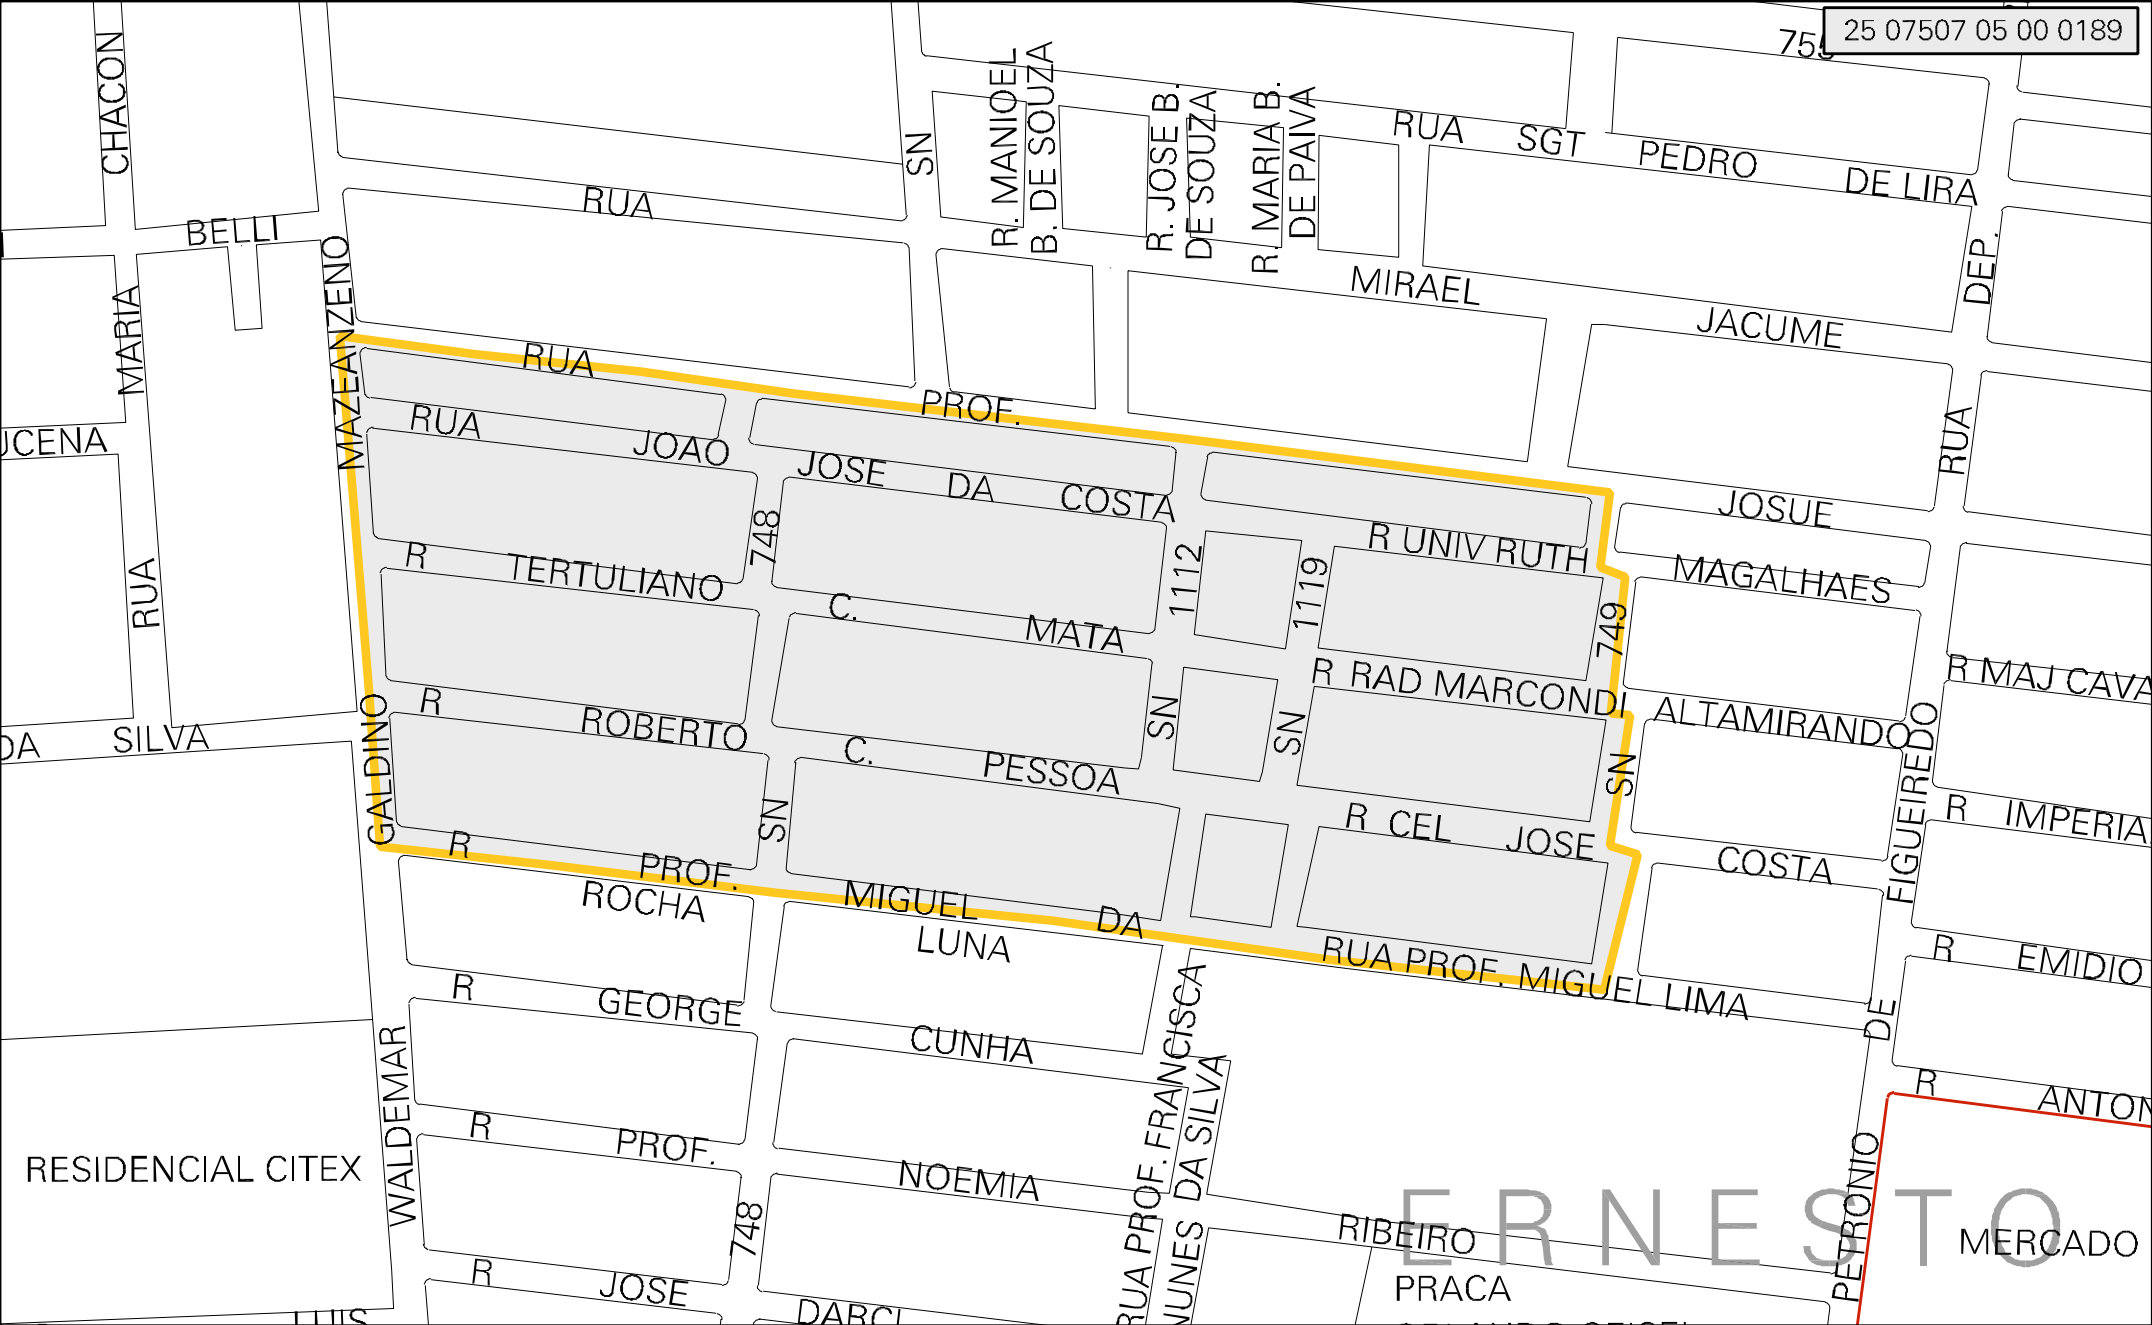 25 07507 05 00 0189
CHACON
SN
R. MANIOEL
B. DE SOUZA
R. JOSE B.
DE SOUZA
R. MARIA B.
DE PAIVA
RUA SGT PEDRO DE LIRA
BELLI
RUA MIRAEL JACUME
DEP.
MARIA
MAZEANZENO
RUA PROF. JOSUE MAGALHAES
RUA
RUA JOAO JOSE DA COSTA
R UNIV RUTH
RUA
748
1112
1119
749
R TERTULIANO C. MATA
R RAD MARCONDI ALTAMIRANDO
R MAJ CAVA
SILVA
GALDINO
R ROBERTO C. PESSOA
SN
SN
SN
SN
FIGUEIREDO
R CEL JOSE COSTA
R IMPERIA
R PROF. MIGUEL DA
ROCHA LUNA
RUA PROF. MIGUEL LIMA
R EMIDIO
DE
R GEORGE CUNHA
WALDEMAR
RUA PROF. FRANCISCA
NUNES DA SILVA
R ANTON
R PROF. NOEMIA RIBEIRO
RESIDENCIAL CITEX
748
PETRONIO
ERNESTO
MERCADO
PRACA
R JOSE DARCI